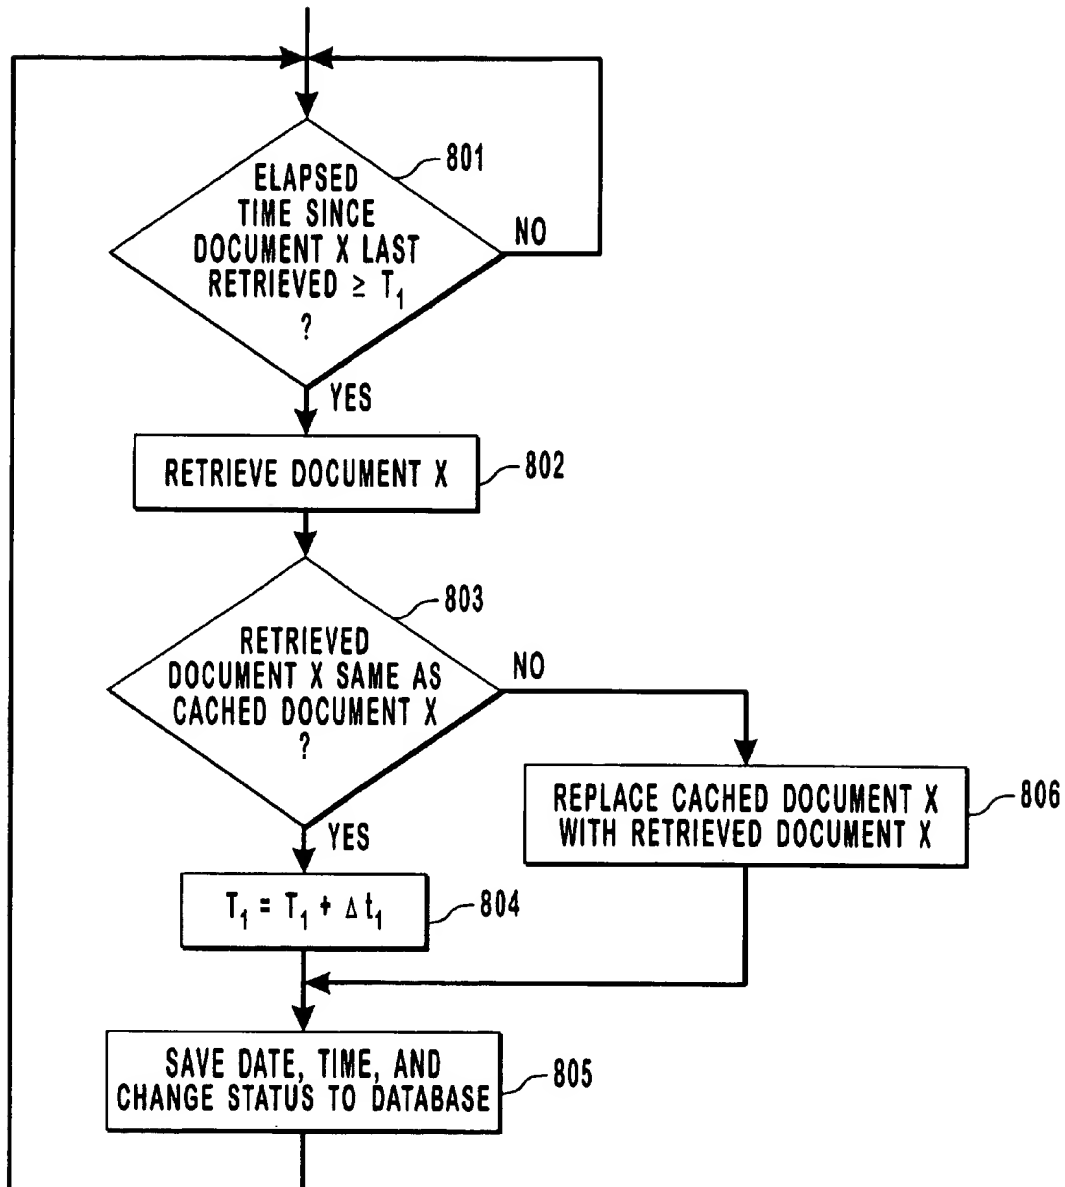 801
ELAPSED
TIME SINCE
DOCUMENT X LAST
RETRIEVED ≥ T₁
?
NO
YES
RETRIEVE DOCUMENT X
802
803
RETRIEVED
DOCUMENT X SAME AS
CACHED DOCUMENT X
?
NO
YES
REPLACE CACHED DOCUMENT X
WITH RETRIEVED DOCUMENT X
806
T₁ = T₁ + Δt₁
804
SAVE DATE, TIME, AND
CHANGE STATUS TO DATABASE
805